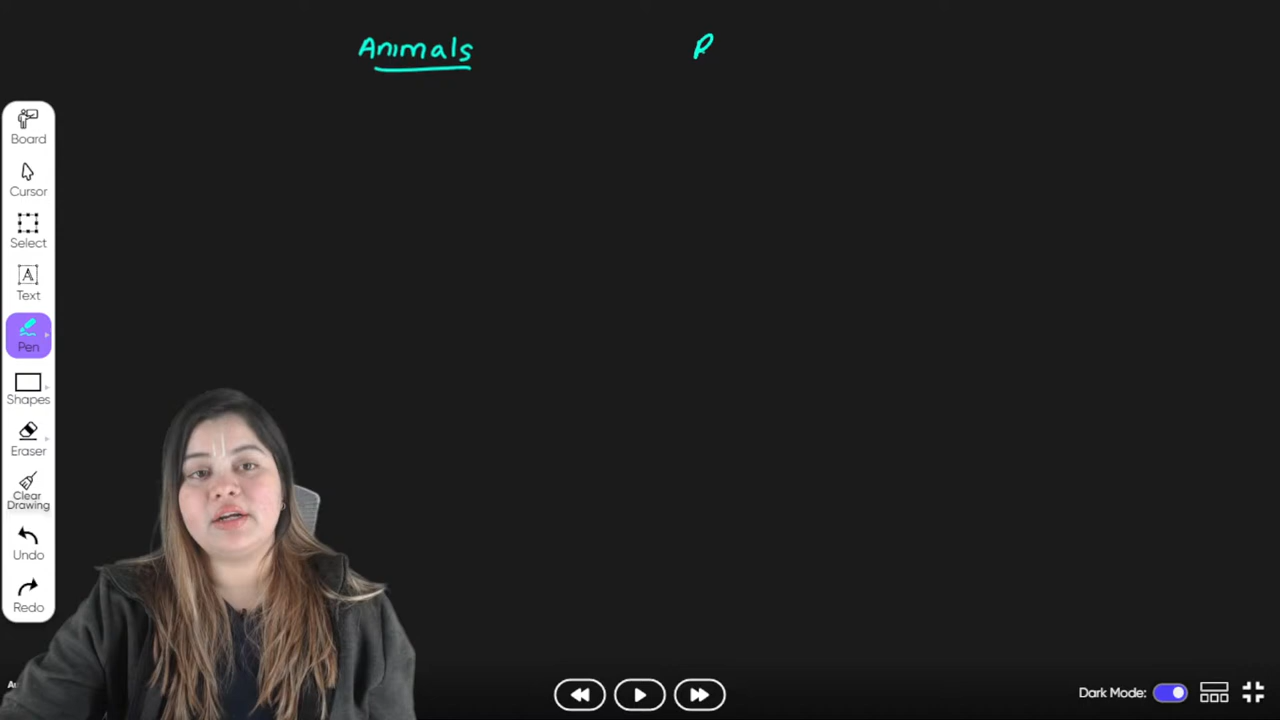 Animals P
Board
Cursor
Select
Text
Pen
Shapes
Eraser
Clear
Drawing
Undo
Redo
Dark Mode: